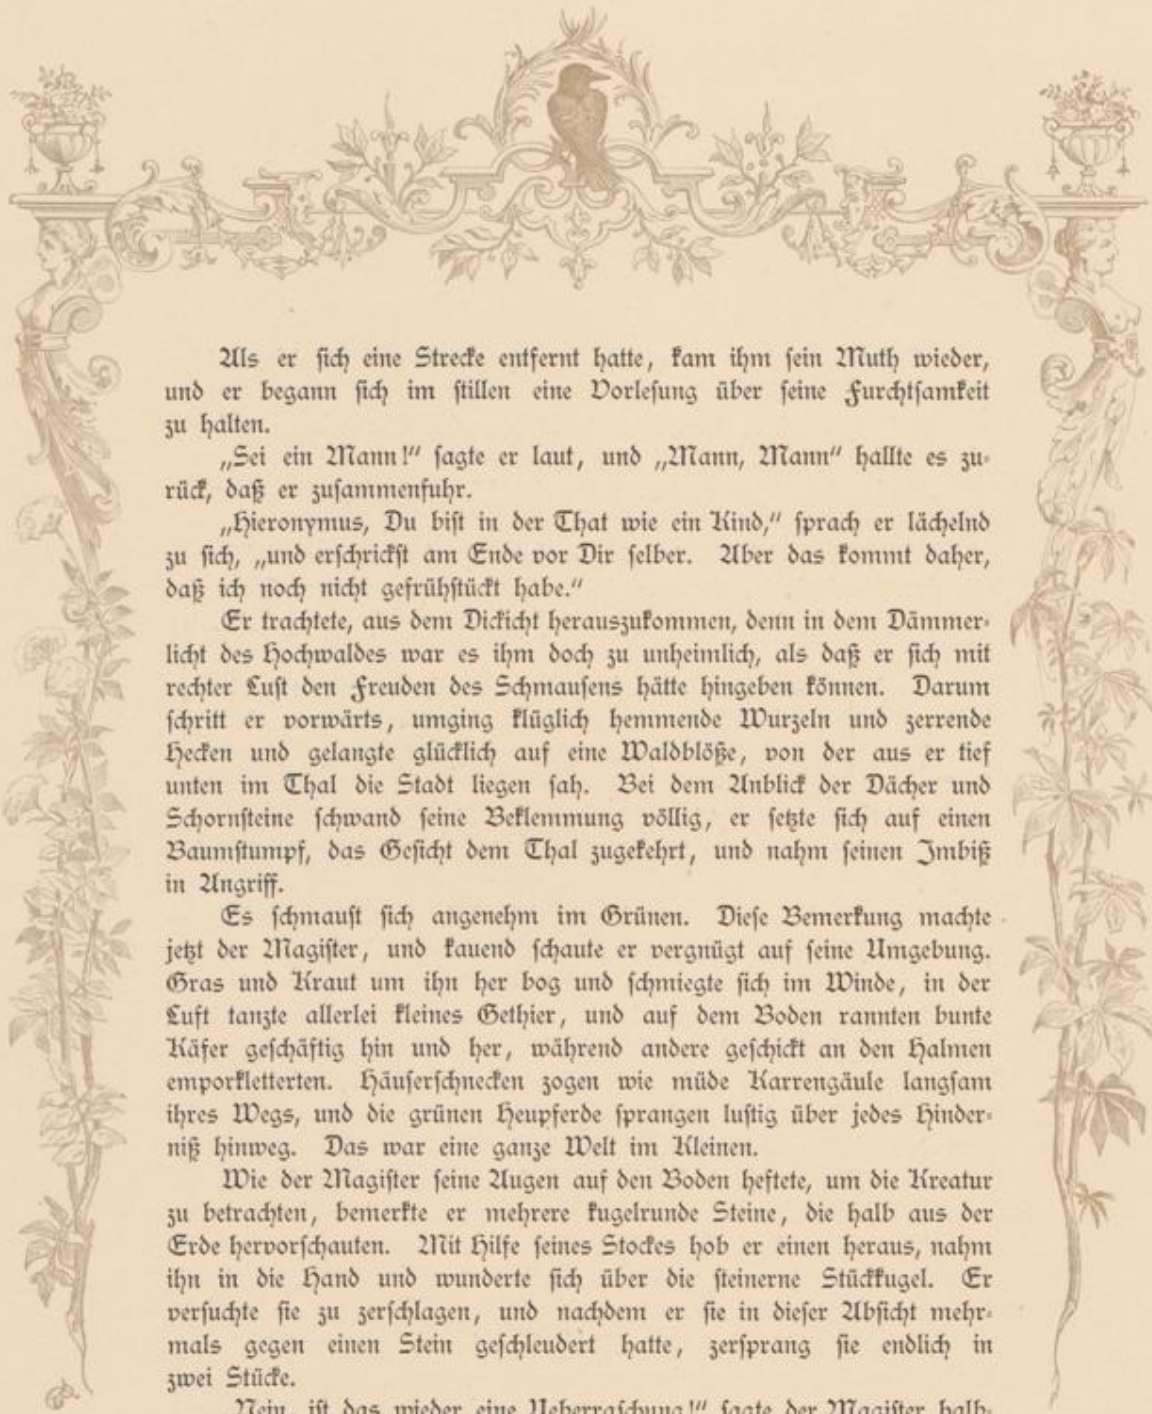 Als er sich eine Strecke entfernt hatte, kam ihm sein Muth wieder,
und er begann sich im stillen eine Vorlesung über seine Furchtsamkeit
zu halten.
„Sei ein Mann!“ sagte er laut, und „Mann, Mann“ hallte es zu-
rück, daß er zusammenfuhr.
„Hieronymus, Du bist in der That wie ein Kind,“ sprach er lächelnd
zu sich, „und erschrickst am Ende vor Dir selber. Aber das kommt daher,
daß ich noch nicht gefrühstückt habe.“
Er trachtete, aus dem Dickicht herauszukommen, denn in dem Dämmer-
licht des Hochwaldes war es ihm doch zu unheimlich, als daß er sich mit
rechter Lust den Freuden des Schmausens hätte hingeben können. Darum
schritt er vorwärts, umging klüglich hemmende Wurzeln und zerrende
Hecken und gelangte glücklich auf eine Waldblöße, von der aus er tief
unten im Thal die Stadt liegen sah. Bei dem Anblick der Dächer und
Schornsteine schwand seine Beklemmung völlig, er setzte sich auf einen
Baumstumpf, das Gesicht dem Thal zugekehrt, und nahm seinen Imbiß
in Angriff.
Es schmaust sich angenehm im Grünen. Diese Bemerkung machte
jetzt der Magister, und kauend schaute er vergnügt auf seine Umgebung.
Gras und Kraut um ihn her bog und schmiegte sich im Winde, in der
Luft tanzte allerlei kleines Gethier, und auf dem Boden rannten bunte
Käfer geschäftig hin und her, während andere geschickt an den Halmen
emporkletterten. Häuserschnecken zogen wie müde Karrengäule langsam
ihres Wegs, und die grünen Heupferde sprangen lustig über jedes Hinder-
niß hinweg. Das war eine ganze Welt im Kleinen.
Wie der Magister seine Augen auf den Boden heftete, um die Kreatur
zu betrachten, bemerkte er mehrere kugelrunde Steine, die halb aus der
Erde hervorschauten. Mit Hilfe seines Stockes hob er einen heraus, nahm
ihn in die Hand und wunderte sich über die steinerne Stückkugel. Er
versuchte sie zu zerschlagen, und nachdem er sie in dieser Absicht mehr-
mals gegen einen Stein geschleudert hatte, zersprang sie endlich in
zwei Stücke.
Nein, ist das wieder eine Ueberraschung!“ sagte der Magister halb-